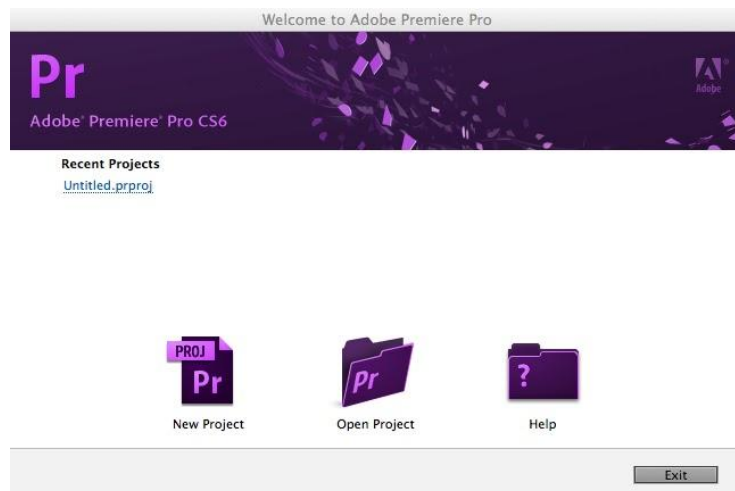 Welcome to Adobe Premiere Pro
Pr
Adobe® Premiere® Pro CS6
Adobe®
Recent Projects
Untitled.prproj
PROJ
Pr
Pr
?
New Project
Open Project
Help
Exit